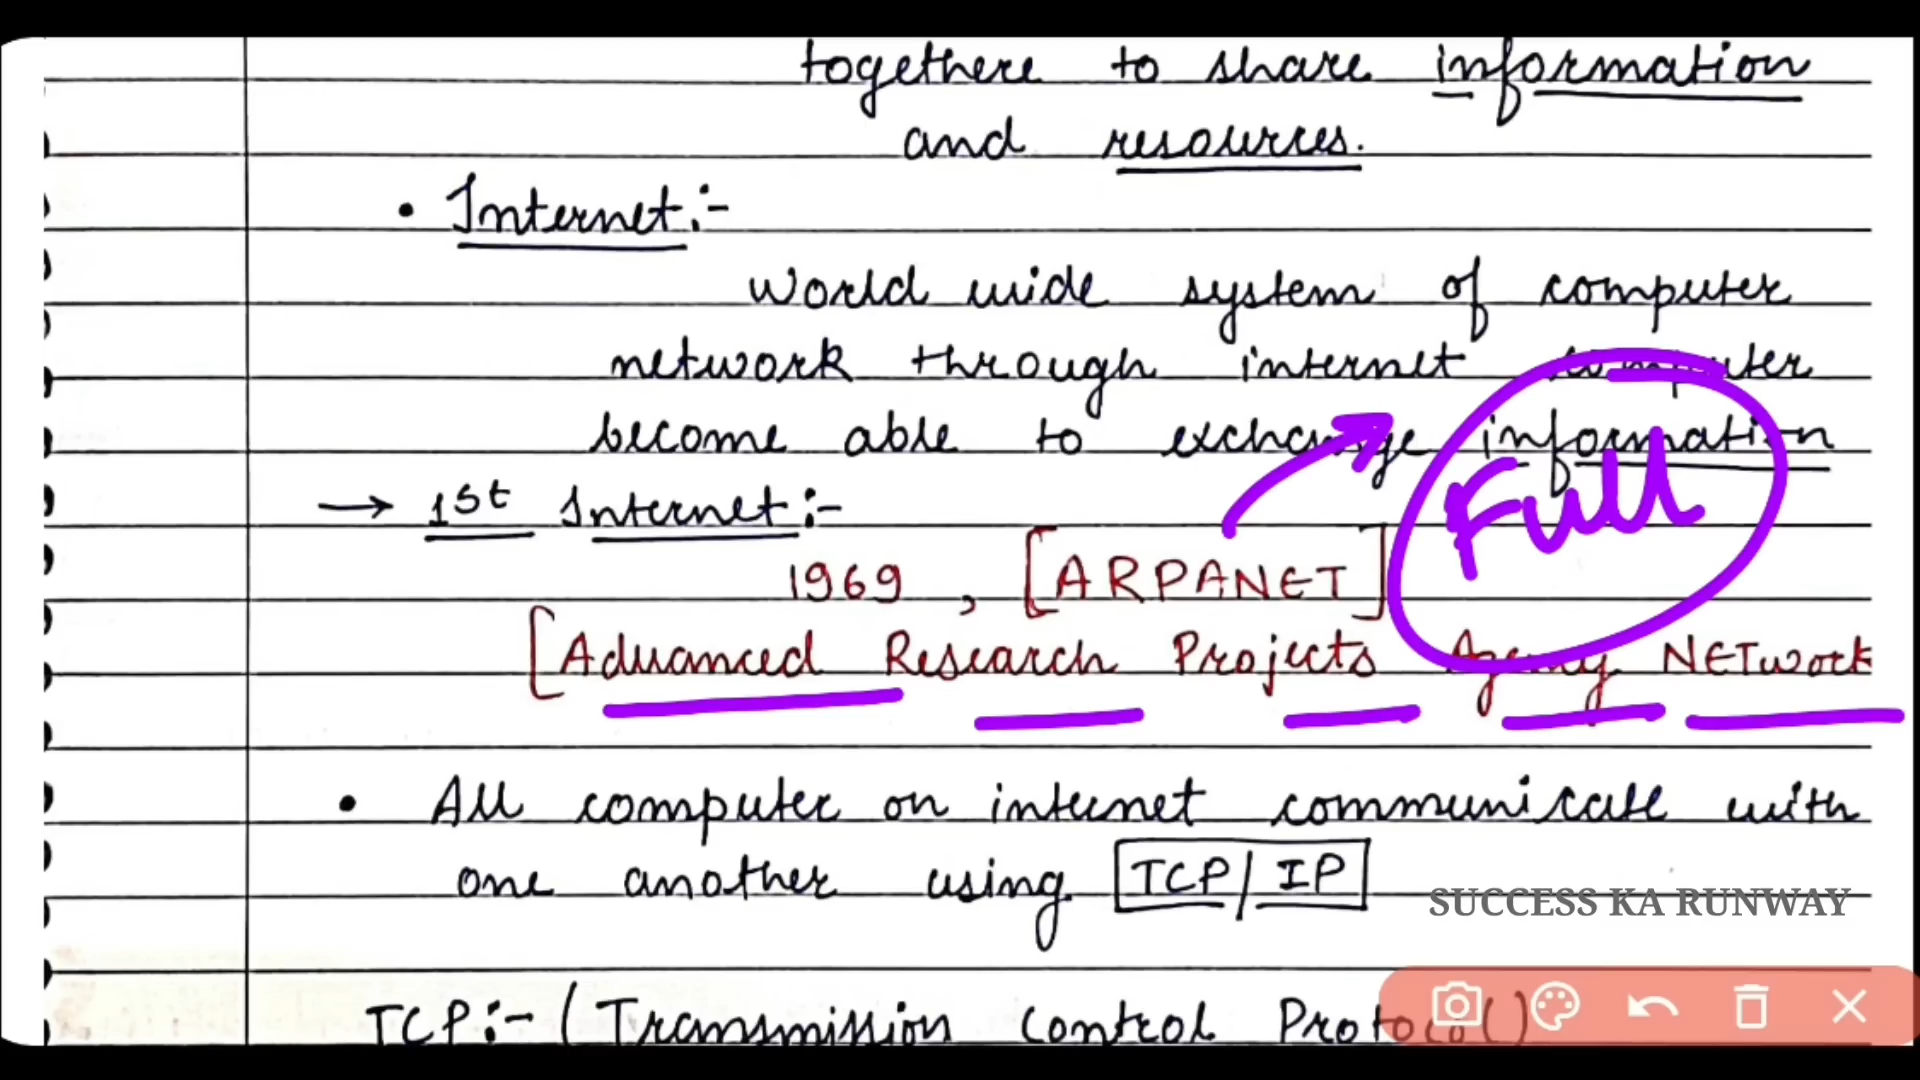 togethere to share information
and resources.
• Internet:-
world wide system of computer
network through internet computer
become able to exchange information
→ 1st Internet:-
Full
1969 , [ARPANET]
[Advanced Research Projects Agency NETwork
• All computer on internet communicate with
one another using TCP/IP
SUCCESS KA RUNWAY
TCP:- (Transmission Control Protocol)